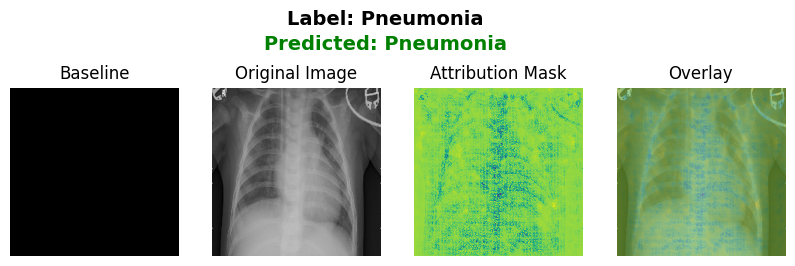 Label: Pneumonia
Predicted: Pneumonia
Baseline
Original Image
Attribution Mask
Overlay